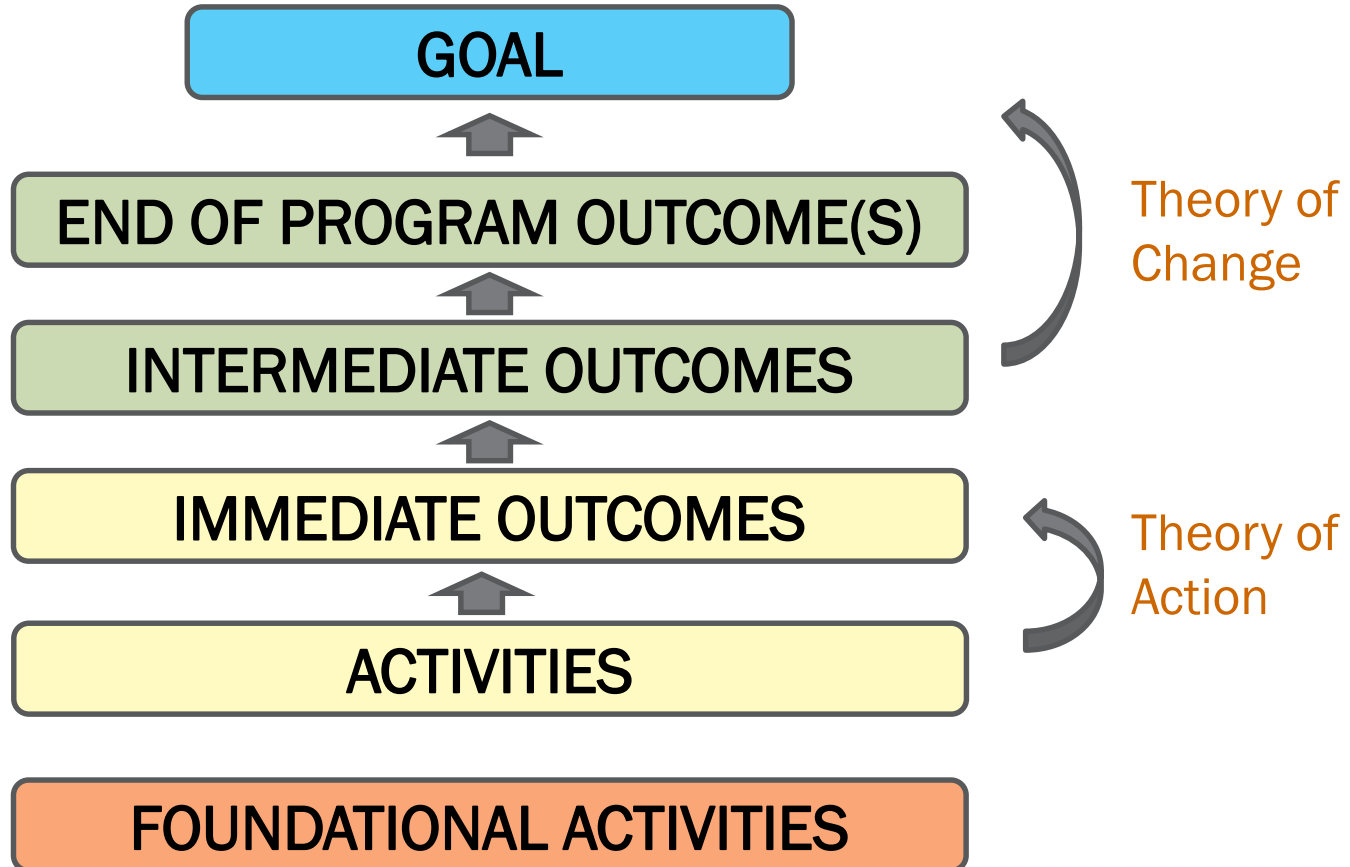 GOAL
END OF PROGRAM OUTCOME(S)
Theory of
Change
INTERMEDIATE OUTCOMES
IMMEDIATE OUTCOMES
Theory of
Action
ACTIVITIES
FOUNDATIONAL ACTIVITIES